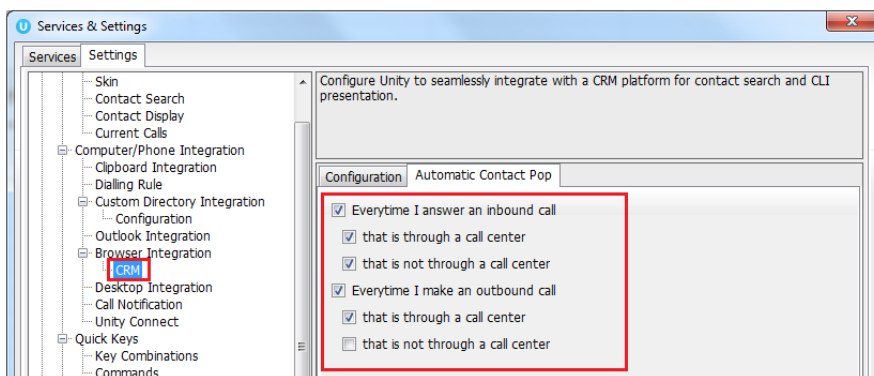 Services & Settings
Services
Settings
Skin
Contact Search
Contact Display
Current Calls
Computer/Phone Integration
Clipboard Integration
Dialling Rule
Custom Directory Integration
Configuration
Outlook Integration
Browser Integration
CRM
Desktop Integration
Call Notification
Unity Connect
Quick Keys
Key Combinations
Commands
Configure Unity to seamlessly integrate with a CRM platform for contact search and CLI
presentation.
Configuration
Automatic Contact Pop
Everytime I answer an inbound call
that is through a call center
that is not through a call center
Everytime I make an outbound call
that is through a call center
that is not through a call center